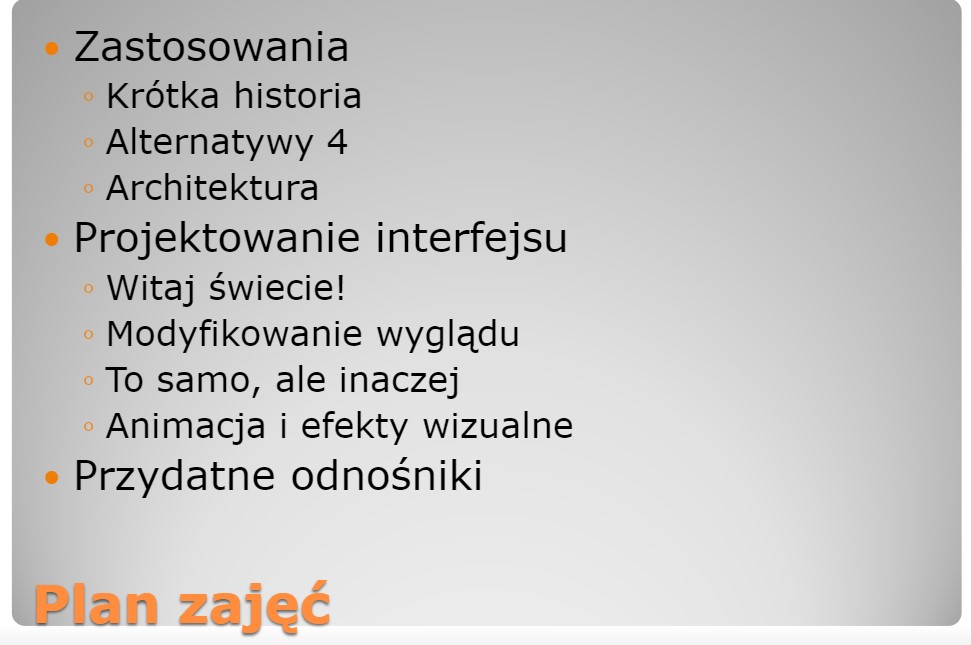 Zastosowania
Krótka historia
Alternatywy 4
Architektura
Projektowanie interfejsu
Witaj świecie!
Modyfikowanie wyglądu
To samo, ale inaczej
Animacja i efekty wizualne
Przydatne odnośniki
Plan zajęć